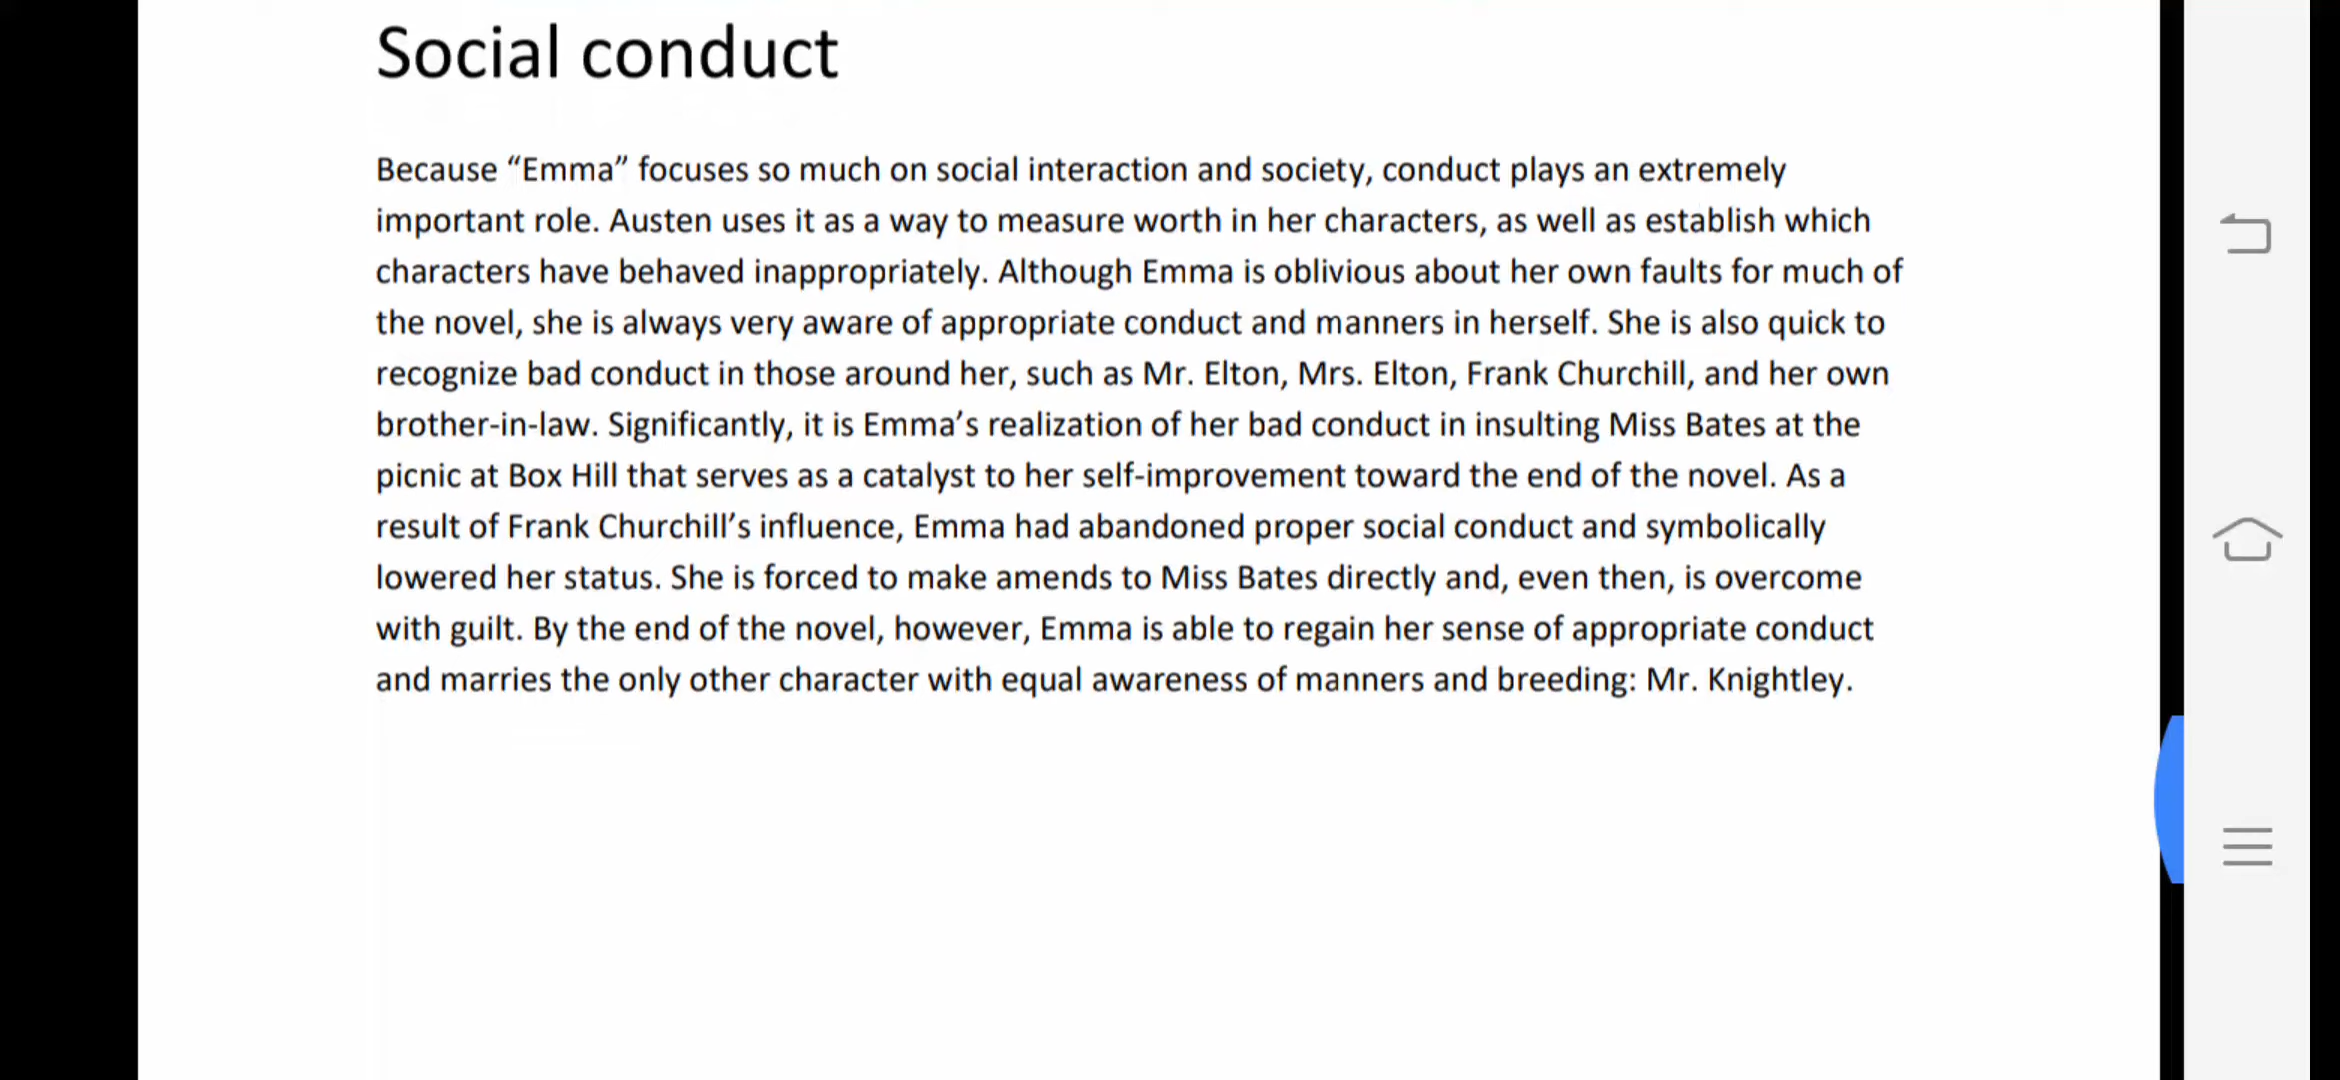 Social conduct
Because “Emma” focuses so much on social interaction and society, conduct plays an extremely
important role. Austen uses it as a way to measure worth in her characters, as well as establish which
characters have behaved inappropriately. Although Emma is oblivious about her own faults for much of
the novel, she is always very aware of appropriate conduct and manners in herself. She is also quick to
recognize bad conduct in those around her, such as Mr. Elton, Mrs. Elton, Frank Churchill, and her own
brother-in-law. Significantly, it is Emma’s realization of her bad conduct in insulting Miss Bates at the
picnic at Box Hill that serves as a catalyst to her self-improvement toward the end of the novel. As a
result of Frank Churchill’s influence, Emma had abandoned proper social conduct and symbolically
lowered her status. She is forced to make amends to Miss Bates directly and, even then, is overcome
with guilt. By the end of the novel, however, Emma is able to regain her sense of appropriate conduct
and marries the only other character with equal awareness of manners and breeding: Mr. Knightley.